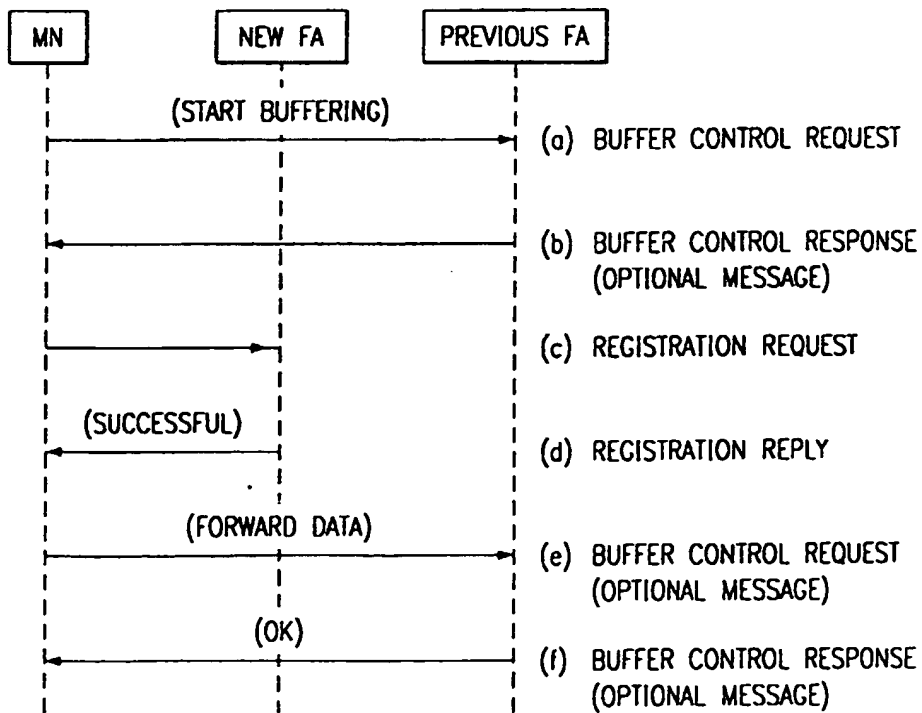 MN
NEW FA
PREVIOUS FA
(START BUFFERING)
(a) BUFFER CONTROL REQUEST
(b) BUFFER CONTROL RESPONSE
(OPTIONAL MESSAGE)
(c) REGISTRATION REQUEST
(SUCCESSFUL)
(d) REGISTRATION REPLY
(FORWARD DATA)
(e) BUFFER CONTROL REQUEST
(OPTIONAL MESSAGE)
(OK)
(f) BUFFER CONTROL RESPONSE
(OPTIONAL MESSAGE)